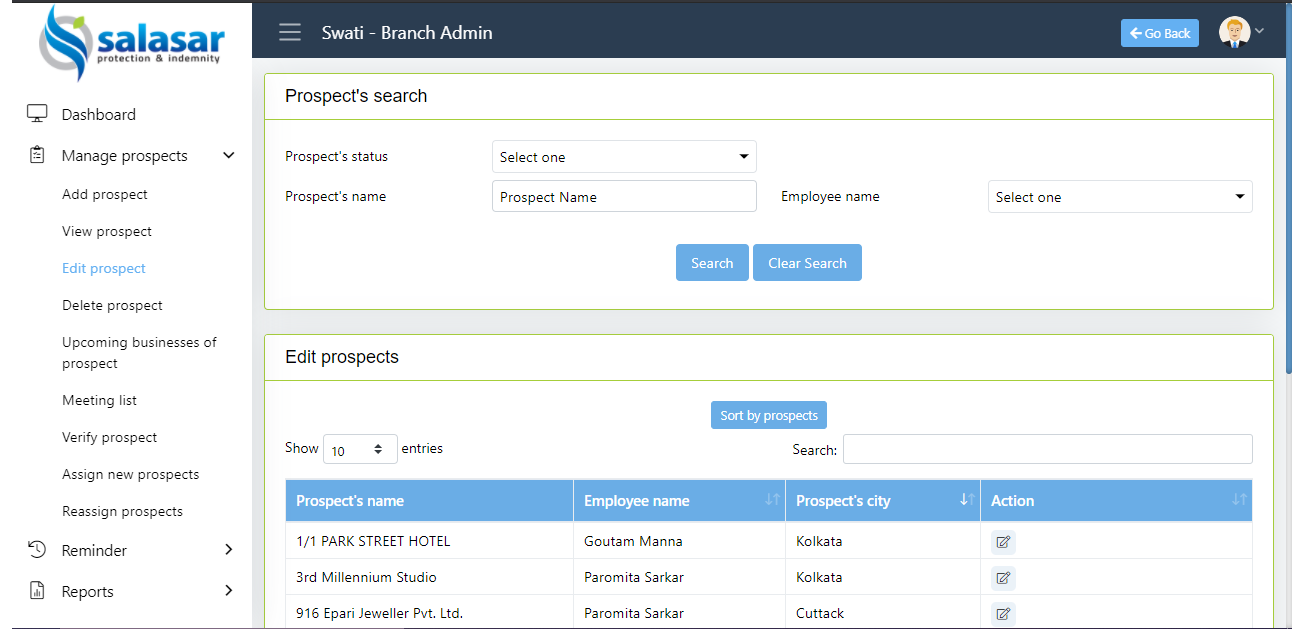 salasar
protection & indemnity
Swati - Branch Admin
Go Back
Dashboard
Manage prospects
Add prospect
View prospect
Edit prospect
Delete prospect
Upcoming businesses of
prospect
Meeting list
Verify prospect
Assign new prospects
Reassign prospects
Reminder
Reports
Prospect's search
Prospect's status
Select one
Prospect's name
Prospect Name
Employee name
Select one
Search
Clear Search
Edit prospects
Sort by prospects
Show 10 entries
Search:
Prospect's name Employee name Prospect's city Action
1/1 PARK STREET HOTEL Goutam Manna Kolkata
3rd Millennium Studio Paromita Sarkar Kolkata
916 Epari Jeweller Pvt. Ltd. Paromita Sarkar Cuttack